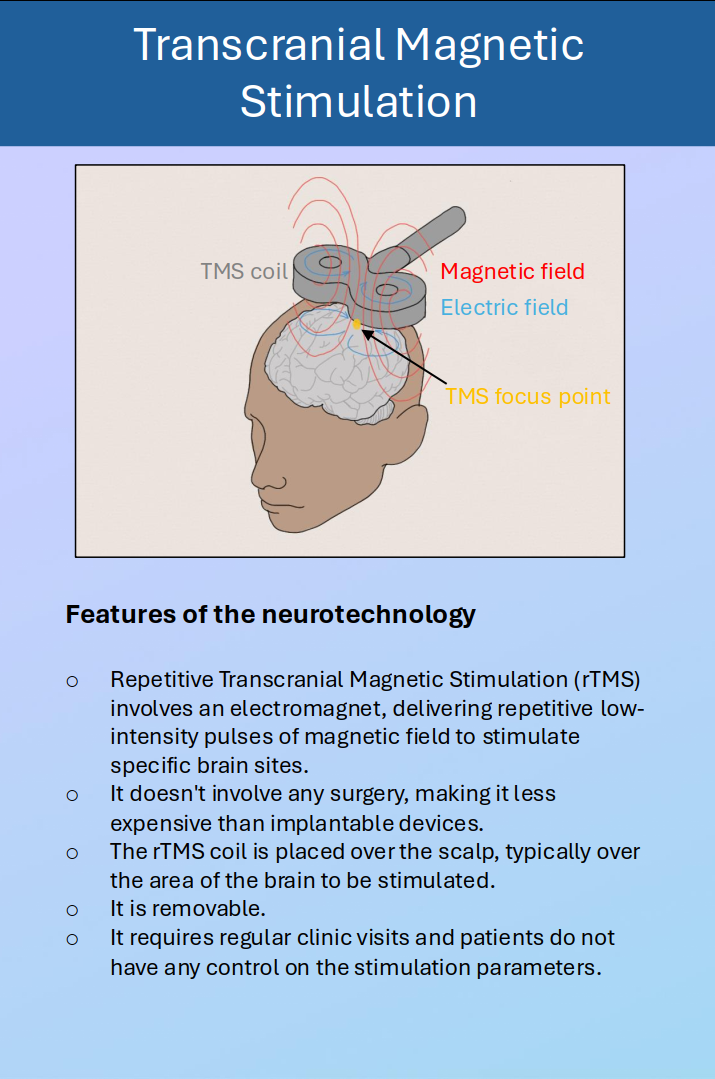 Transcranial Magnetic
Stimulation
TMS coil
Magnetic field
Electric field
TMS focus point
Features of the neurotechnology
o Repetitive Transcranial Magnetic Stimulation (rTMS)
involves an electromagnet, delivering repetitive low-
intensity pulses of magnetic field to stimulate
specific brain sites.
o It doesn't involve any surgery, making it less
expensive than implantable devices.
o The rTMS coil is placed over the scalp, typically over
the area of the brain to be stimulated.
o It is removable.
o It requires regular clinic visits and patients do not
have any control on the stimulation parameters.